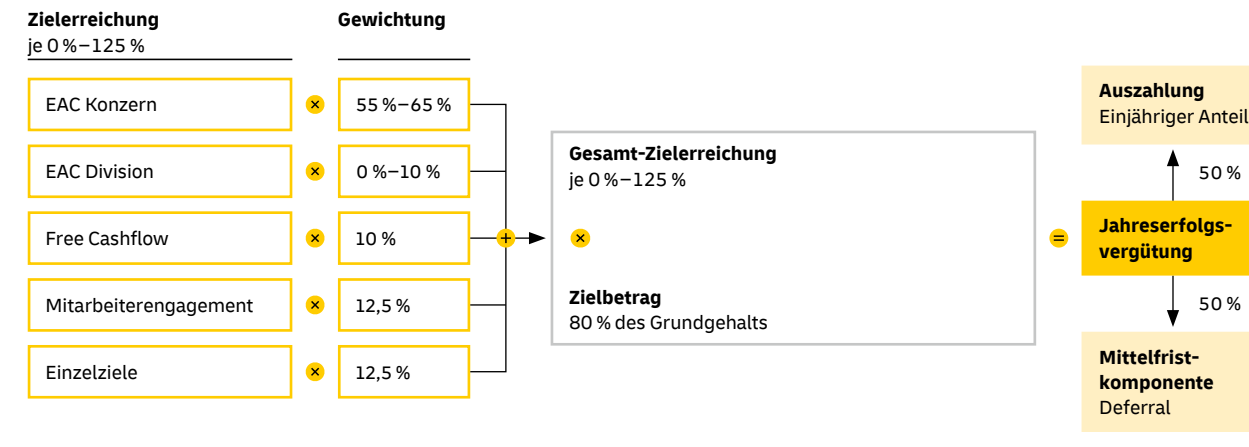 Zielerreichung
je 0 %–125 %
Gewichtung
EAC Konzern
×
55 %–65 %
EAC Division
×
0 %–10 %
Free Cashflow
×
10 %
Mitarbeiterengagement
×
12,5 %
Einzelziele
×
12,5 %
+
Gesamt-Zielerreichung
je 0 %–125 %
×
Zielbetrag
80 % des Grundgehalts
=
Auszahlung
Einjähriger Anteil
50 %
Jahreserfolgs-
vergütung
50 %
Mittelfrist-
komponente
Deferral